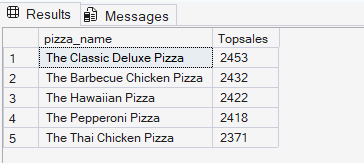 Results Messages
pizza_name Topsales
1 The Classic Deluxe Pizza 2453
2 The Barbecue Chicken Pizza 2432
3 The Hawaiian Pizza 2422
4 The Pepperoni Pizza 2418
5 The Thai Chicken Pizza 2371